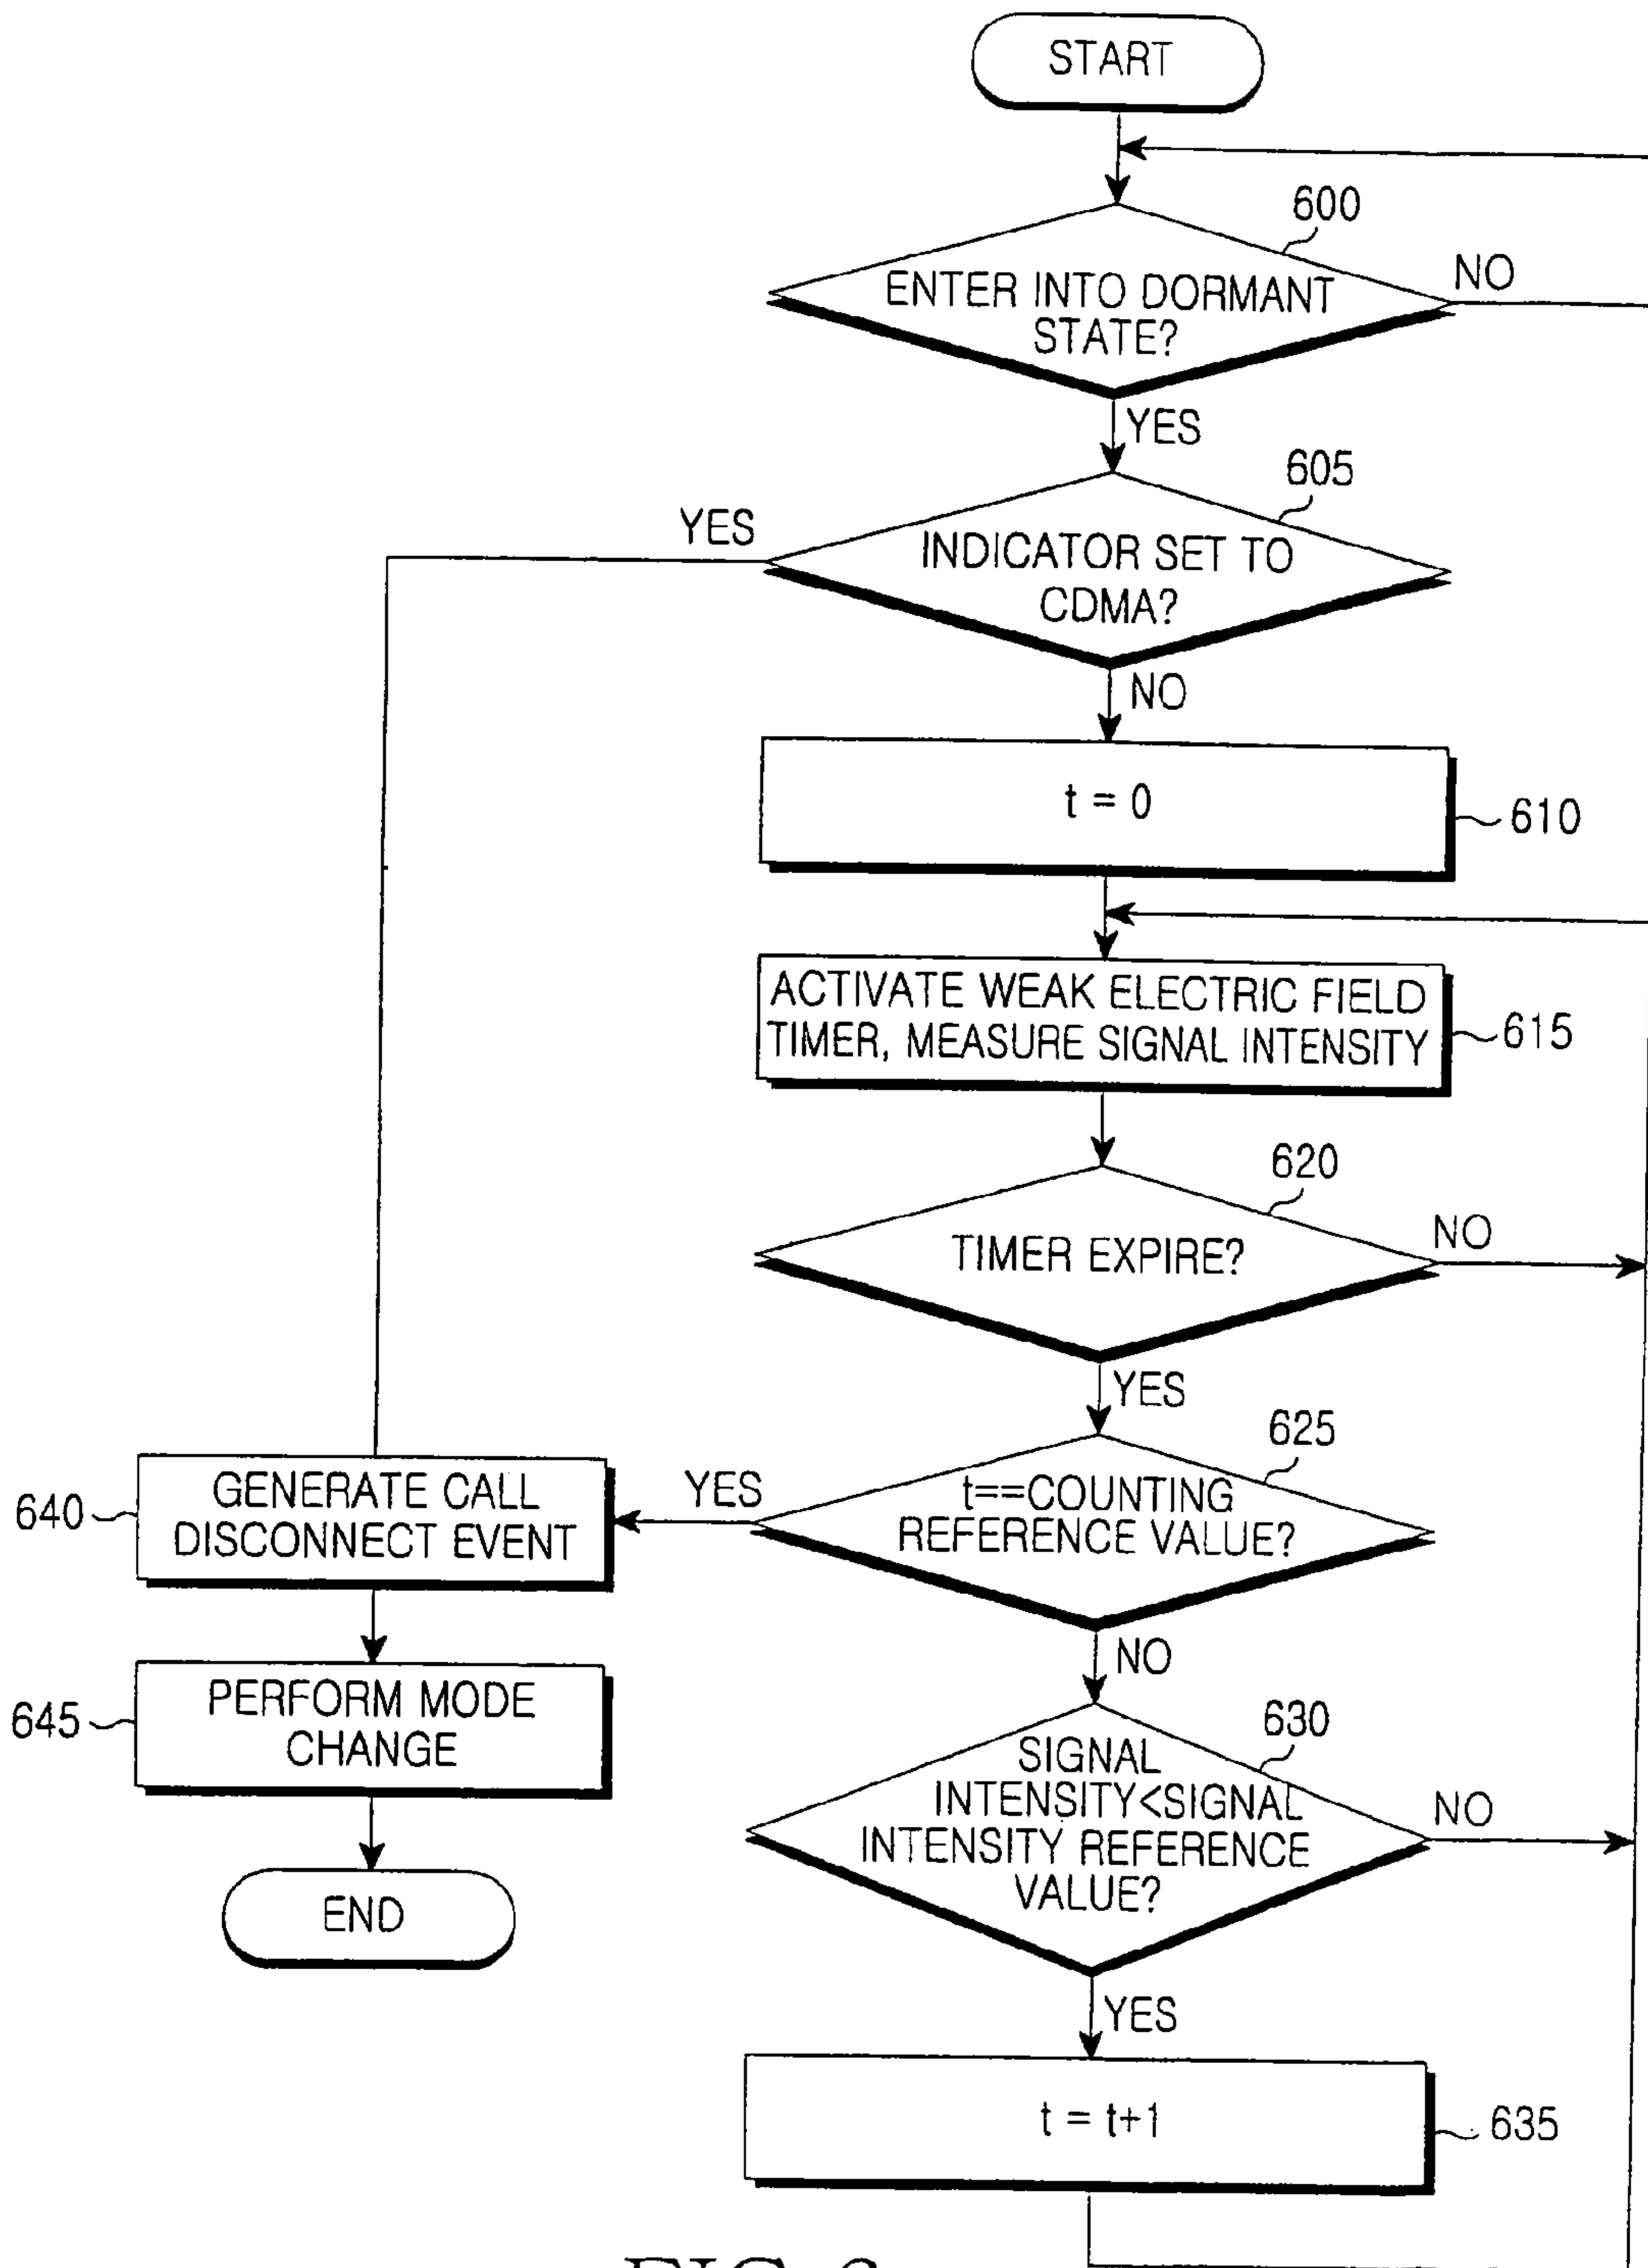 START
600
ENTER INTO DORMANT
STATE?
NO
YES
605
YES
INDICATOR SET TO
CDMA?
NO
t = 0
610
ACTIVATE WEAK ELECTRIC FIELD
TIMER, MEASURE SIGNAL INTENSITY
615
620
TIMER EXPIRE?
NO
YES
625
t==COUNTING
REFERENCE VALUE?
YES
640
GENERATE CALL
DISCONNECT EVENT
NO
645
PERFORM MODE
CHANGE
630
SIGNAL
INTENSITY<SIGNAL
INTENSITY REFERENCE
VALUE?
NO
END
YES
t = t+1
635